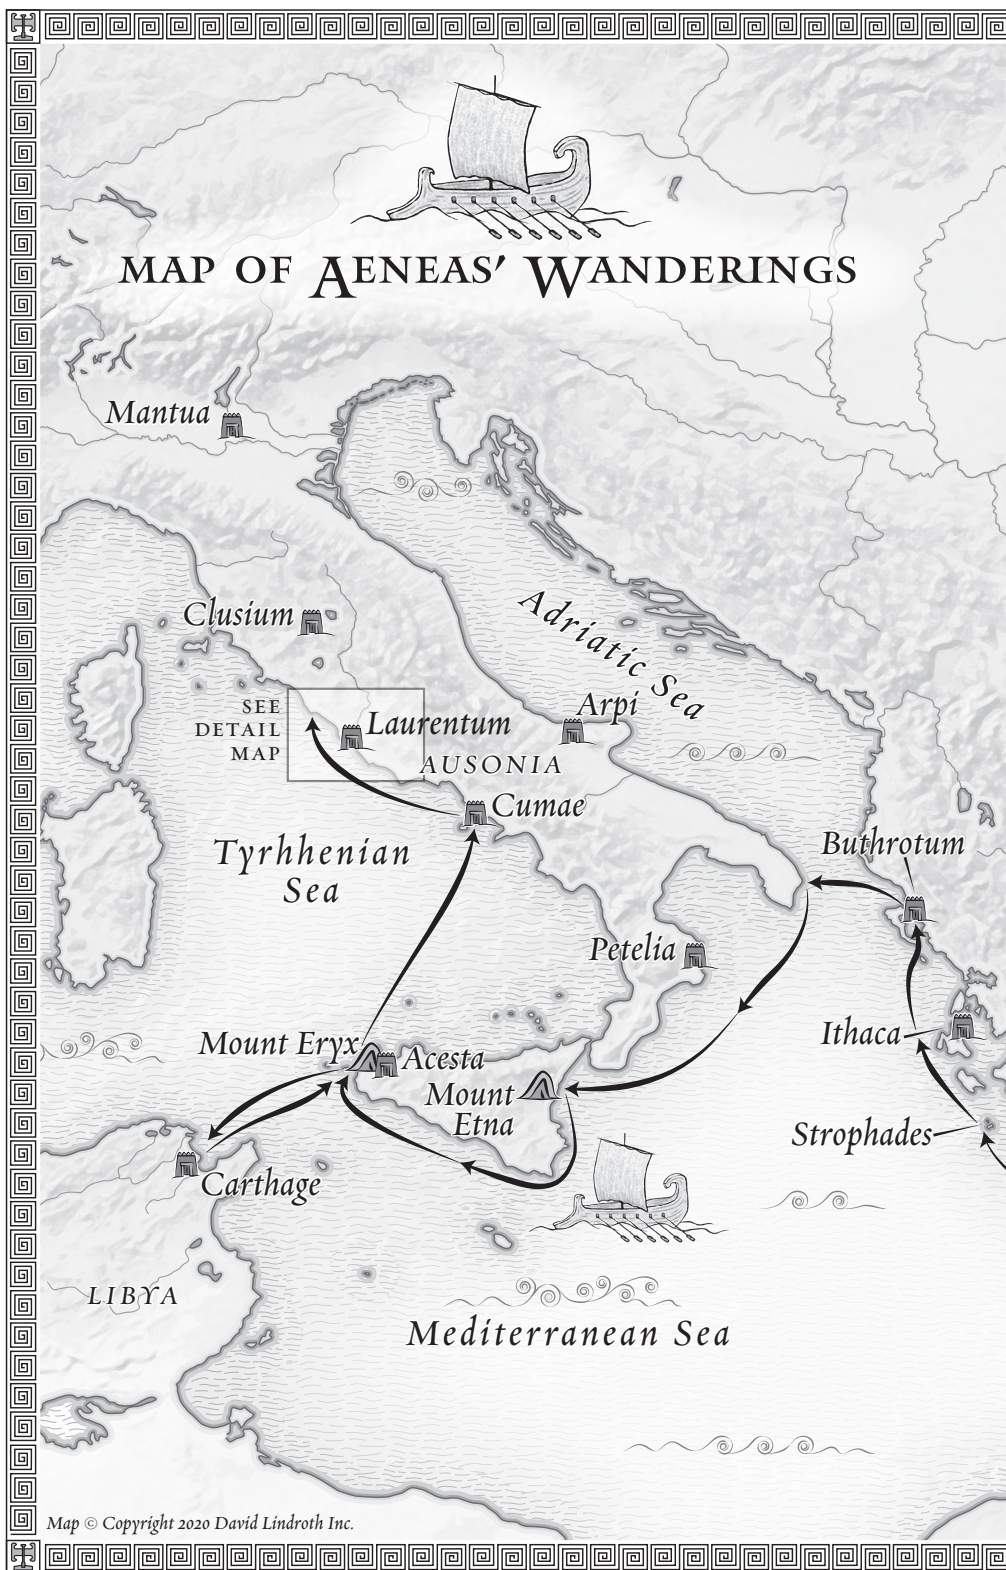 MAP OF AENEAS’ WANDERINGS
Mantua
Clusium
Adriatic Sea
SEE
DETAIL
MAP
Laurentum
Arpi
AUSONIA
Cumae
Tyrhhenian
Sea
Buthrotum
Petelia
Ithaca
Mount Eryx
Acesta
Mount
Etna
Strophades
Carthage
LIBYA
Mediterranean Sea
Map © Copyright 2020 David Lindroth Inc.